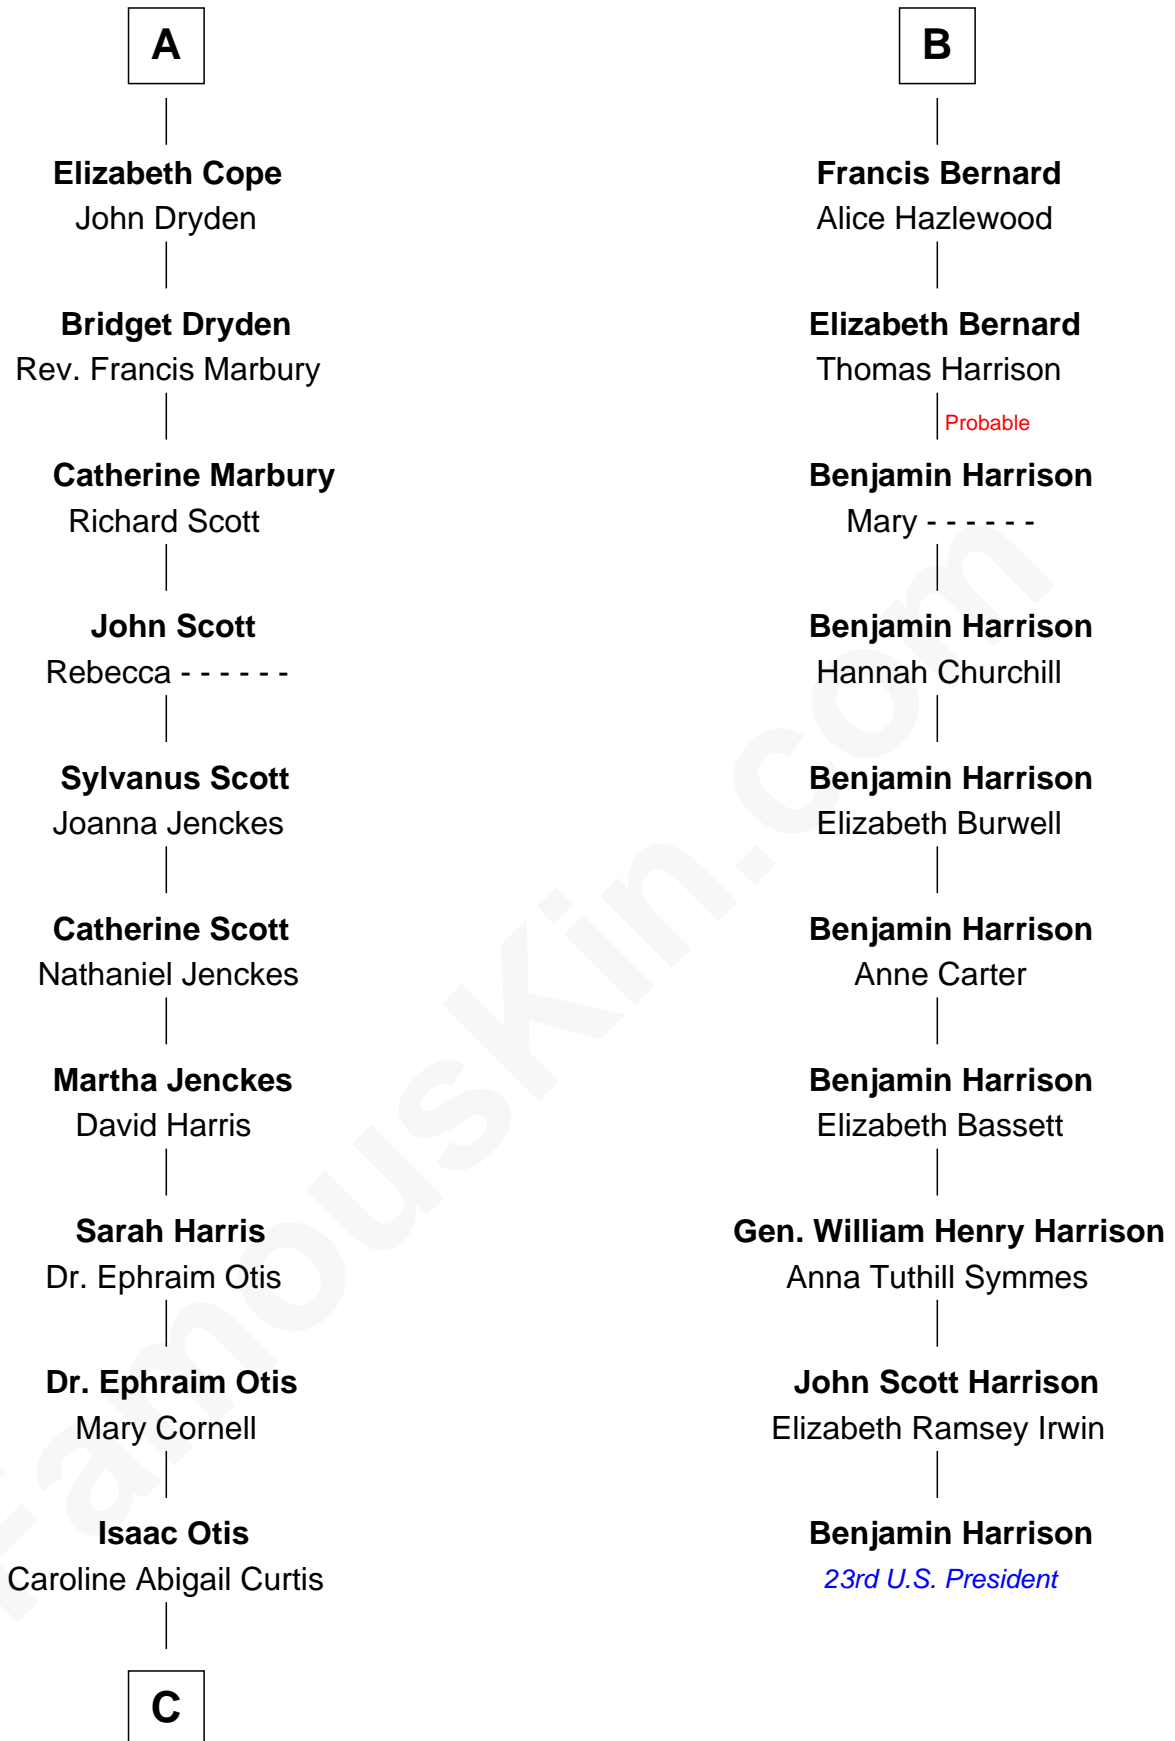 A
Elizabeth Cope
John Dryden
Bridget Dryden
Rev. Francis Marbury
Catherine Marbury
Richard Scott
John Scott
Rebecca - - - - - -
Sylvanus Scott
Joanna Jenckes
Catherine Scott
Nathaniel Jenckes
Martha Jenckes
David Harris
Sarah Harris
Dr. Ephraim Otis
Dr. Ephraim Otis
Mary Cornell
Isaac Otis
Caroline Abigail Curtis
C
B
Francis Bernard
Alice Hazlewood
Elizabeth Bernard
Thomas Harrison
Probable
Benjamin Harrison
Mary - - - - - -
Benjamin Harrison
Hannah Churchill
Benjamin Harrison
Elizabeth Burwell
Benjamin Harrison
Anne Carter
Benjamin Harrison
Elizabeth Bassett
Gen. William Henry Harrison
Anna Tuthill Symmes
John Scott Harrison
Elizabeth Ramsey Irwin
Benjamin Harrison
23rd U.S. President
FamousKin.com